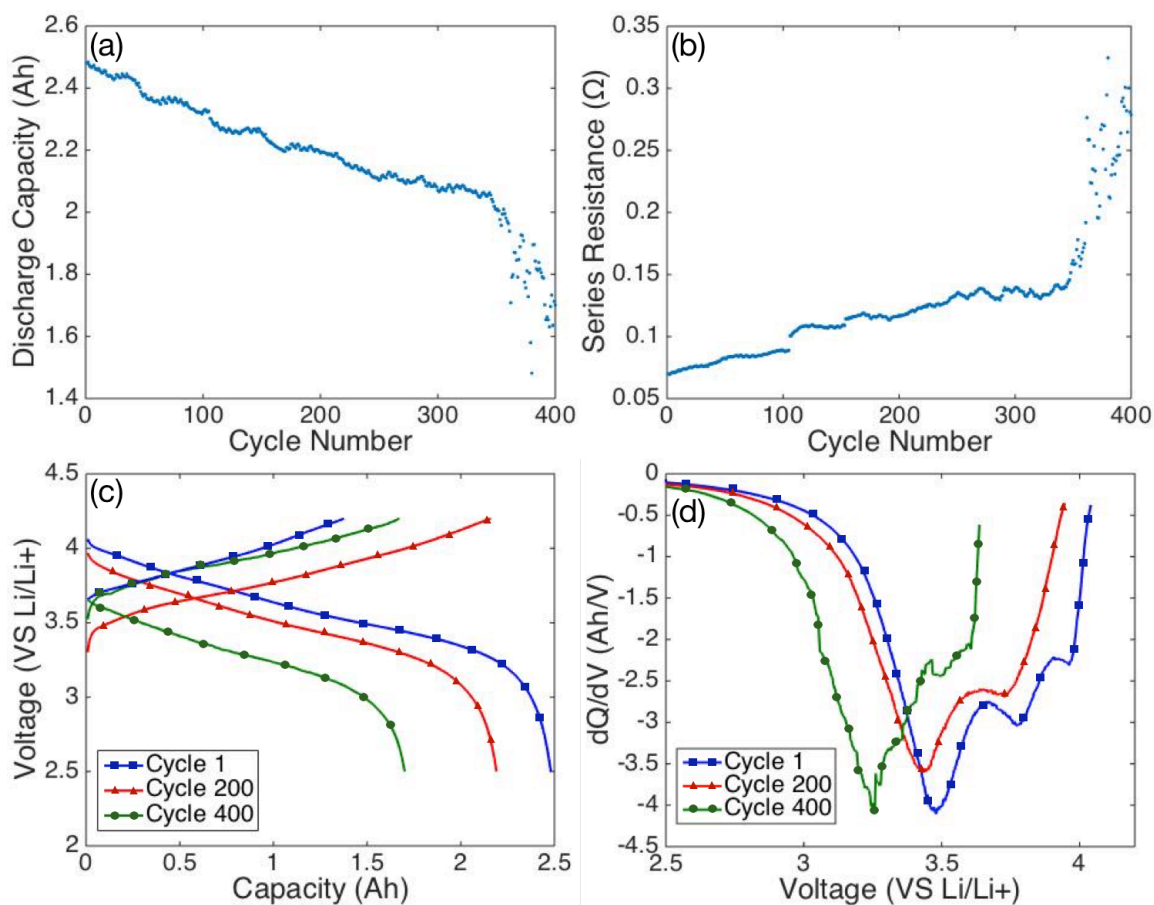 (a)
2.6
2.4
2.2
2
1.8
1.6
1.4
0
100
200
300
400
Discharge Capacity (Ah)
Cycle Number
(b)
0.35
0.3
0.25
0.2
0.15
0.1
0.05
0
100
200
300
400
Series Resistance (Ω)
Cycle Number
(c)
4.5
4
3.5
3
2.5
2
0
0.5
1
1.5
2
2.5
Voltage (VS Li/Li+)
Capacity (Ah)
Cycle 1
Cycle 200
Cycle 400
(d)
0
-0.5
-1
-1.5
-2
-2.5
-3
-3.5
-4
-4.5
2.5
3
3.5
4
dQ/dV (Ah/V)
Voltage (VS Li/Li+)
Cycle 1
Cycle 200
Cycle 400